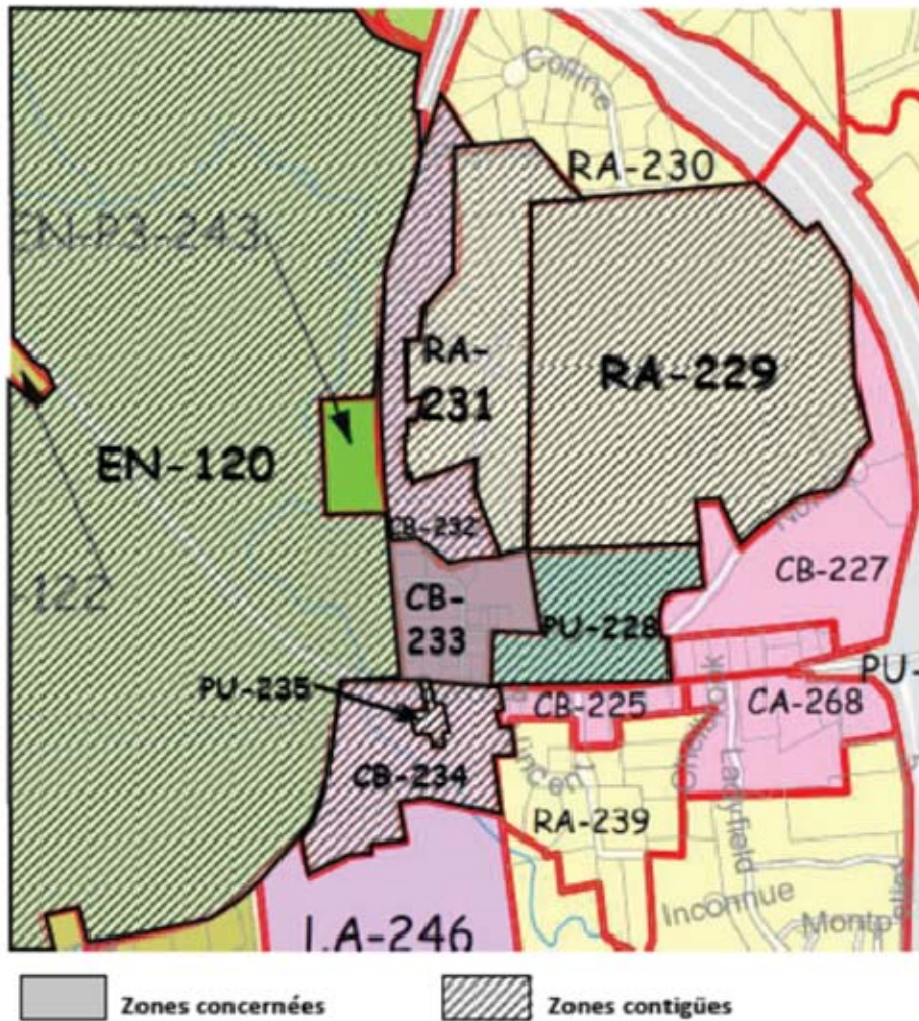 Colline
RA-230
EN-P3-243
RA-
231
RA-229
EN-120
CB-232
CB-227
-122
CB-
233
PU-228
PU-
PU-235
CB-225
CA-268
CB-234
RA-239
Ladyfield
Inconnue
LA-246
Zones concernées
Zones contigües